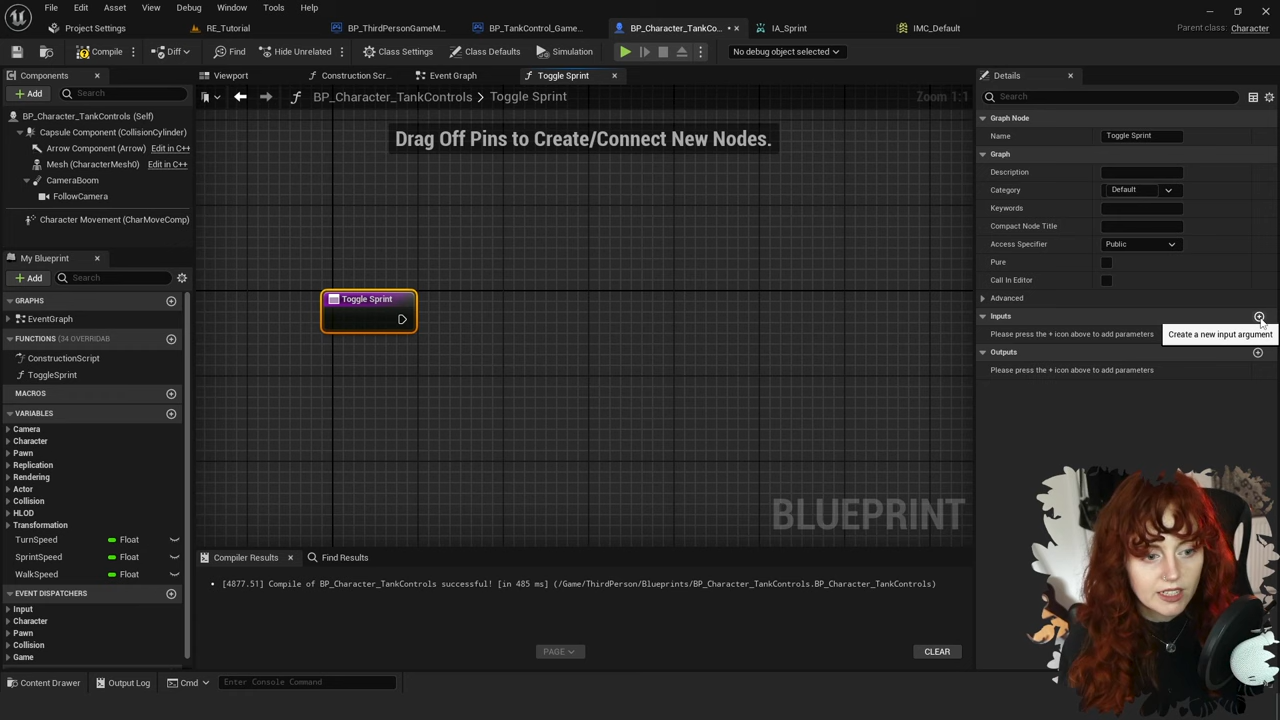 File Edit Asset View Debug Window Tools Help
Parent class: Character
Project Settings RE_Tutorial BP_ThirdPersonGameM... BP_TankControl_Game... BP_Character_TankCo... IA_Sprint IMC_Default
Compile Diff Find Hide Unrelated Class Settings Class Defaults Simulation No debug object selected
Components
Add Search
BP_Character_TankControls (Self)
Capsule Component (CollisionCylinder)
Arrow Component (Arrow) Edit in C++
Mesh (CharacterMesh0) Edit in C++
CameraBoom
FollowCamera
Character Movement (CharMoveComp)
My Blueprint
Add Search
GRAPHS
EventGraph
FUNCTIONS (34 OVERRIDAB
ConstructionScript
ToggleSprint
MACROS
VARIABLES
Camera
Character
Pawn
Replication
Rendering
Actor
Collision
HLOD
Transformation
TurnSpeed Float
SprintSpeed Float
WalkSpeed Float
EVENT DISPATCHERS
Input
Character
Pawn
Collision
Game
Viewport Construction Scr... Event Graph Toggle Sprint
BP_Character_TankControls > Toggle Sprint
Zoom 1:1
Drag Off Pins to Create/Connect New Nodes.
Toggle Sprint
BLUEPRINT
Compiler Results Find Results
[4877.51] Compile of BP_Character_TankControls successful! [in 485 ms] (/Game/ThirdPerson/Blueprints/BP_Character_TankControls.BP_Character_TankControls)
PAGE CLEAR
Details
Search
Graph Node
Name Toggle Sprint
Graph
Description
Category Default
Keywords
Compact Node Title
Access Specifier Public
Pure
Call In Editor
Advanced
Inputs
Please press the + icon above to add parameters
Create a new input argument
Outputs
Please press the + icon above to add parameters
Content Drawer Output Log Cmd Enter Console Command